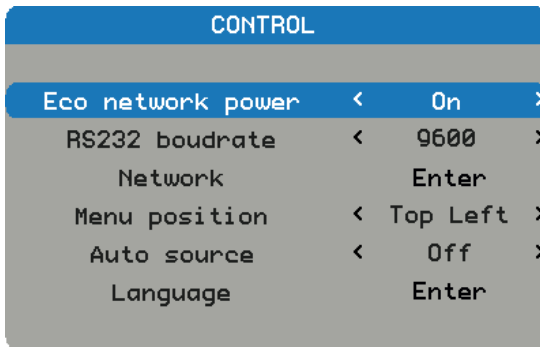 CONTROL
Eco network power < On >
RS232 boudrate < 9600 >
Network Enter
Menu position < Top Left >
Auto source < Off >
Language Enter